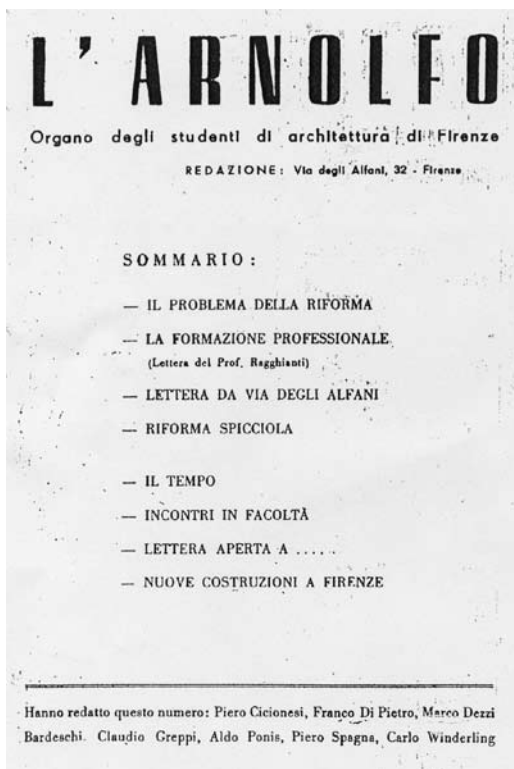 L'ARNOLFO
Organo degli studenti di architettura di Firenze
REDAZIONE: Via degli Alfani, 32 - Firenze
SOMMARIO:
— IL PROBLEMA DELLA RIFORMA
— LA FORMAZIONE PROFESSIONALE
(Lettera del Prof. Ragghianti)
— LETTERA DA VIA DEGLI ALFANI
— RIFORMA SPICCIOLA
— IL TEMPO
— INCONTRI IN FACOLTÀ
— LETTERA APERTA A .....
— NUOVE COSTRUZIONI A FIRENZE
Hanno redatto questo numero: Piero Cicionesi, Franco Di Pietro, Marco Dezzi
Bardeschi. Claudio Greppi, Aldo Ponis, Piero Spagna, Carlo Winderling